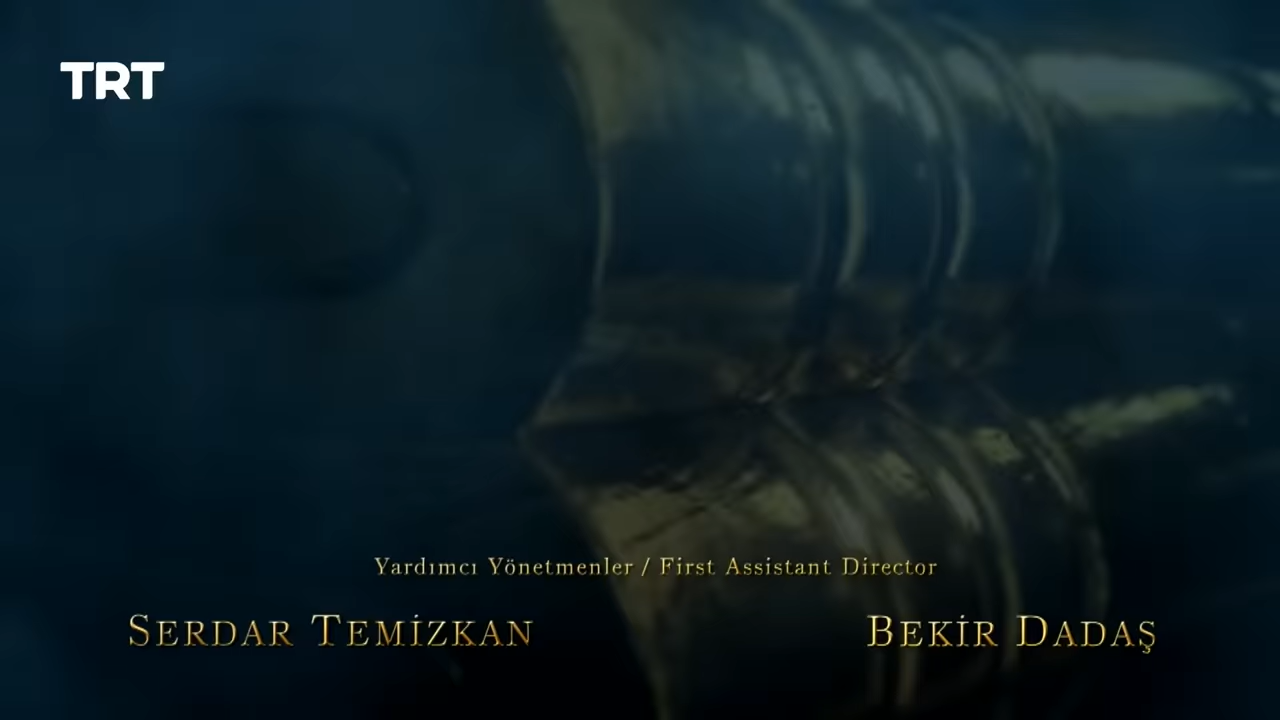 TRT
Yardımcı Yönetmenler / First Assistant Director
SERDAR TEMİZKAN
BEKİR DADAŞ